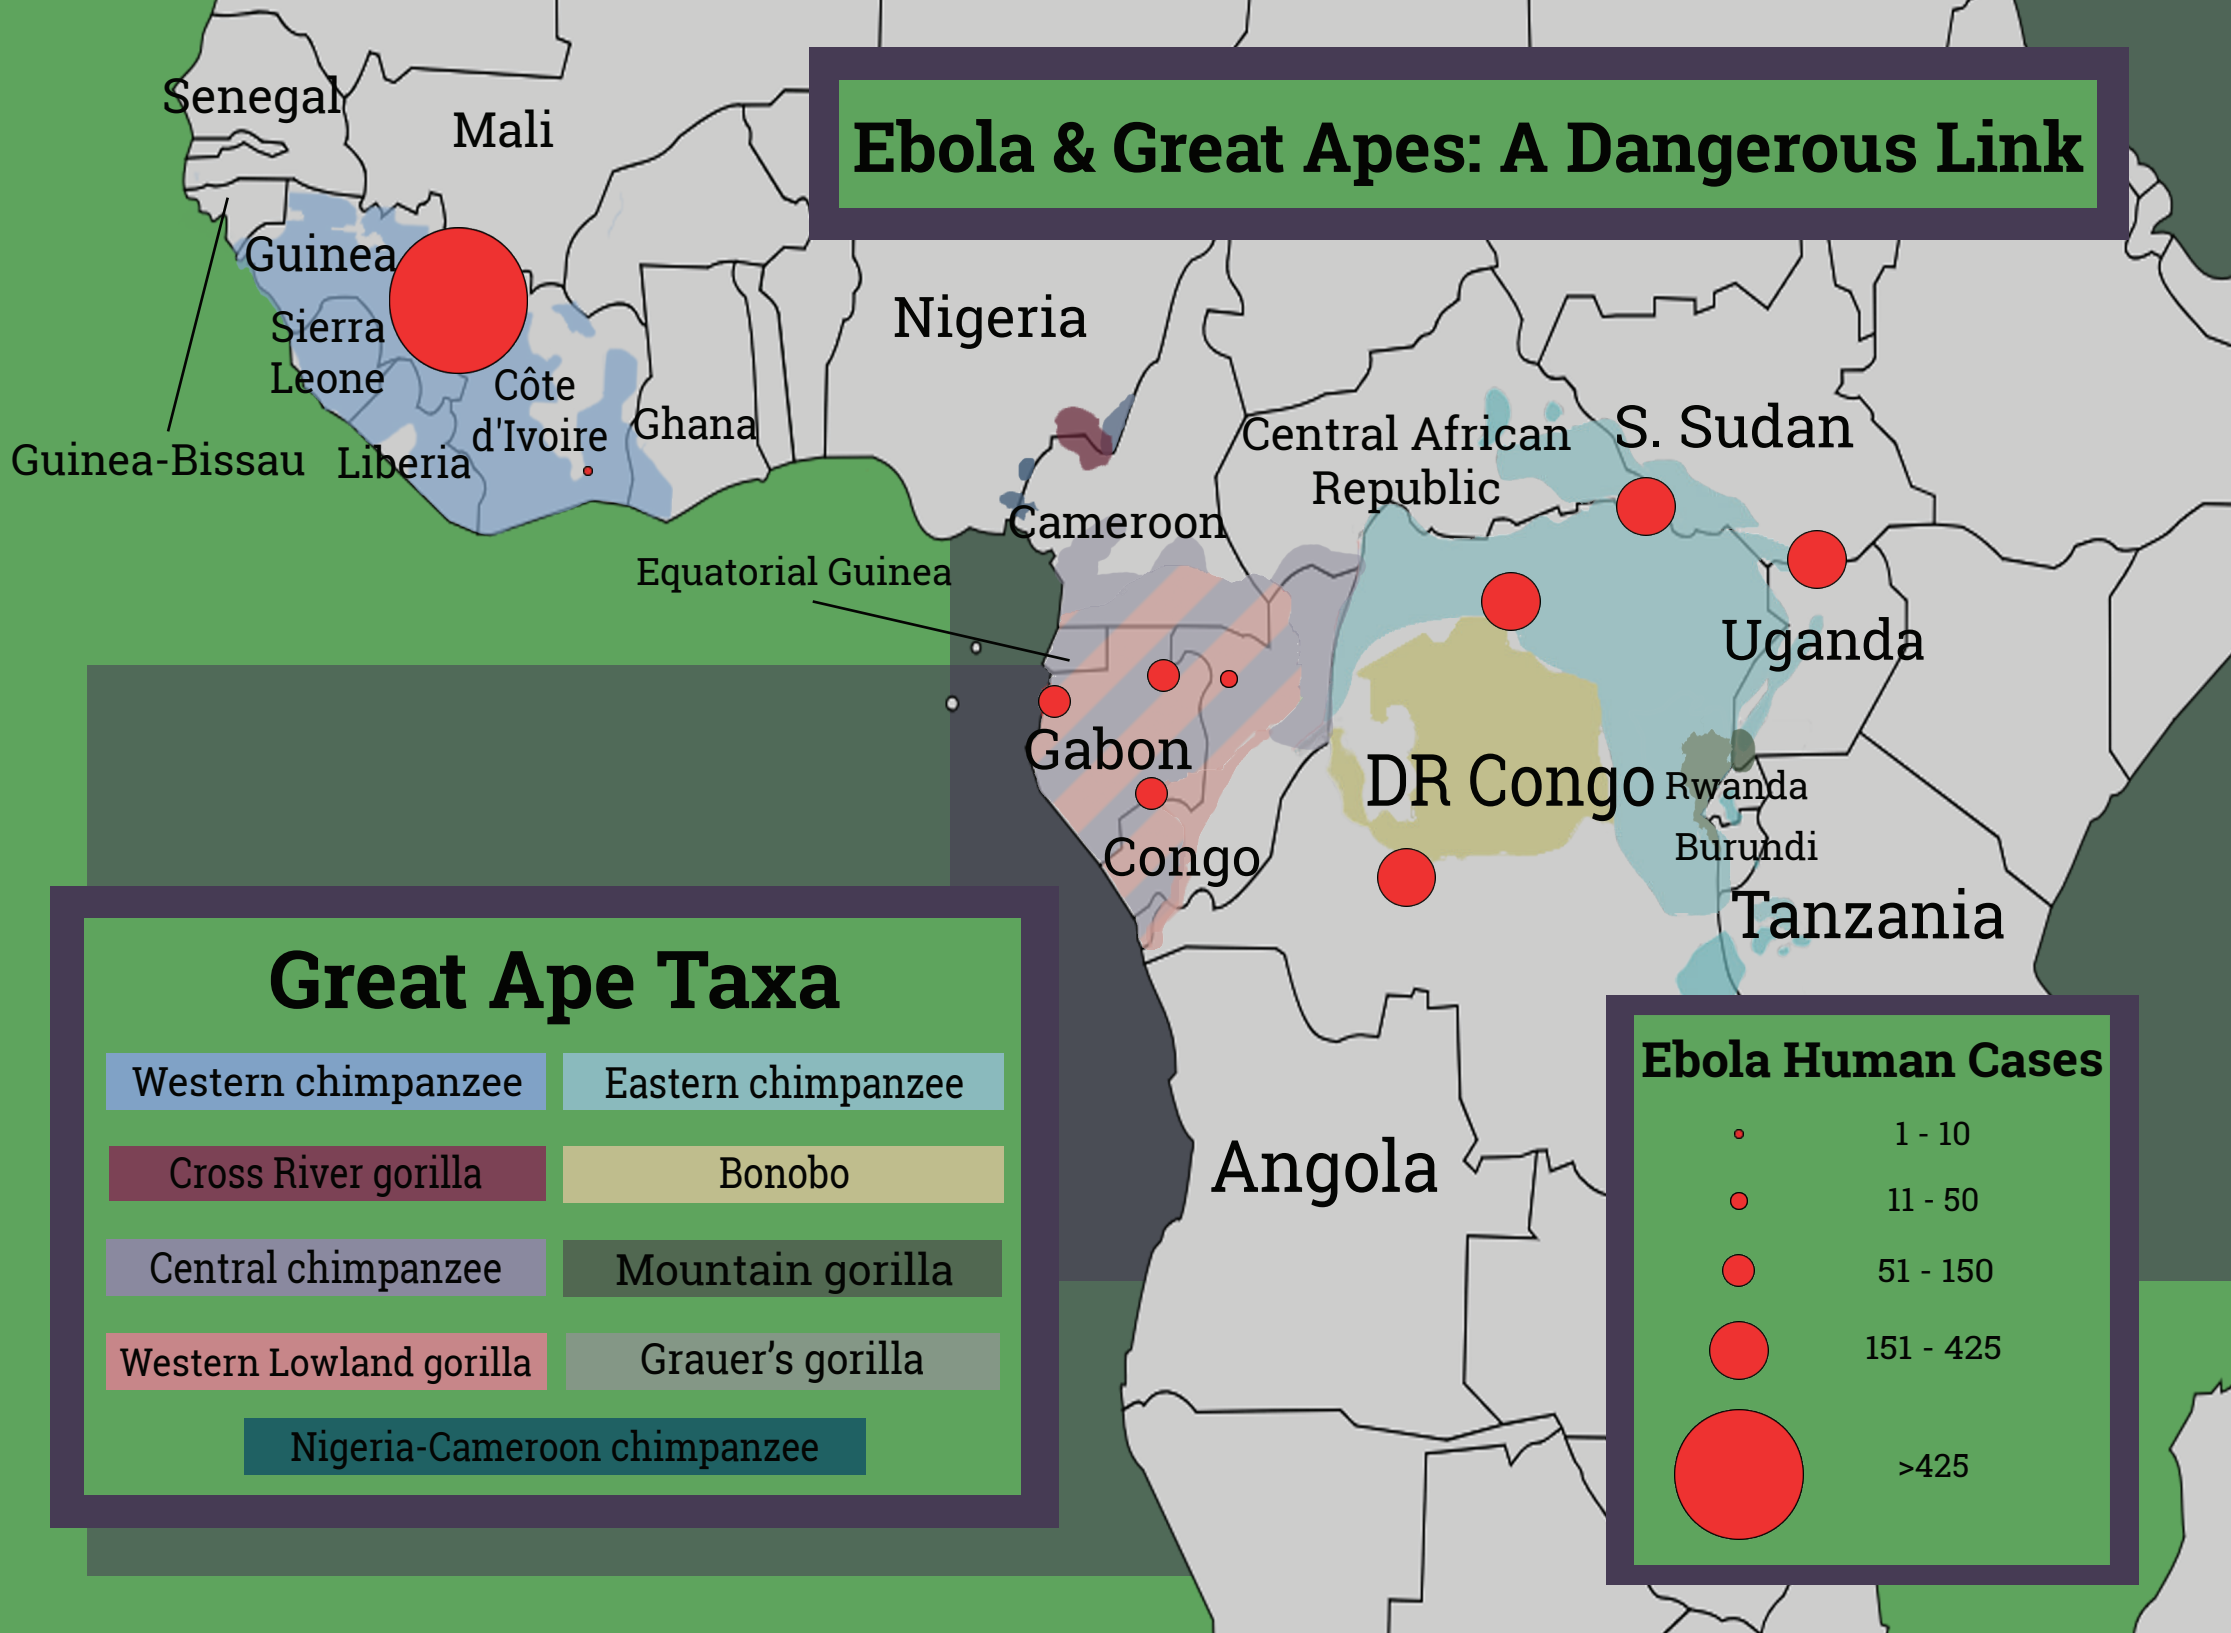 Ebola & Great Apes: A Dangerous Link
Senegal
Mali
Guinea
Sierra
Leone
Guinea-Bissau
Liberia
Côte
d'Ivoire
Ghana
Nigeria
Cameroon
Equatorial Guinea
Central African
Republic
S. Sudan
Uganda
Gabon
Congo
DR Congo
Rwanda
Burundi
Tanzania
Angola
Great Ape Taxa
Western chimpanzee
Eastern chimpanzee
Cross River gorilla
Bonobo
Central chimpanzee
Mountain gorilla
Western Lowland gorilla
Grauer’s gorilla
Nigeria-Cameroon chimpanzee
Ebola Human Cases
1 - 10
11 - 50
51 - 150
151 - 425
>425